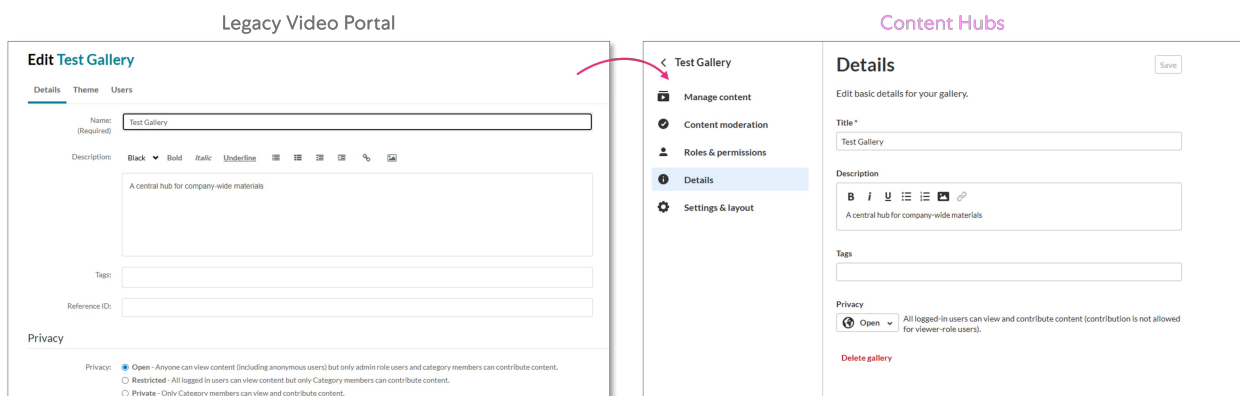 Legacy Video Portal
Content Hubs
Edit Test Gallery
Details Theme Users
Name:
(Required)
Test Gallery
Description:
Black Bold Italic Underline
A central hub for company-wide materials
Tags:
Reference ID:
Privacy
Privacy:
Open - Anyone can view content (including anonymous users) but only admin role users and category members can contribute content.
Restricted - All logged in users can view content but only Category members can contribute content.
Private - Only Category members can view and contribute content.
Test Gallery
Manage content
Content moderation
Roles & permissions
Details
Settings & layout
Details
Save
Edit basic details for your gallery.
Title *
Test Gallery
Description
B i U
A central hub for company-wide materials
Tags
Privacy
Open
All logged-in users can view and contribute content (contribution is not allowed
for viewer-role users).
Delete gallery